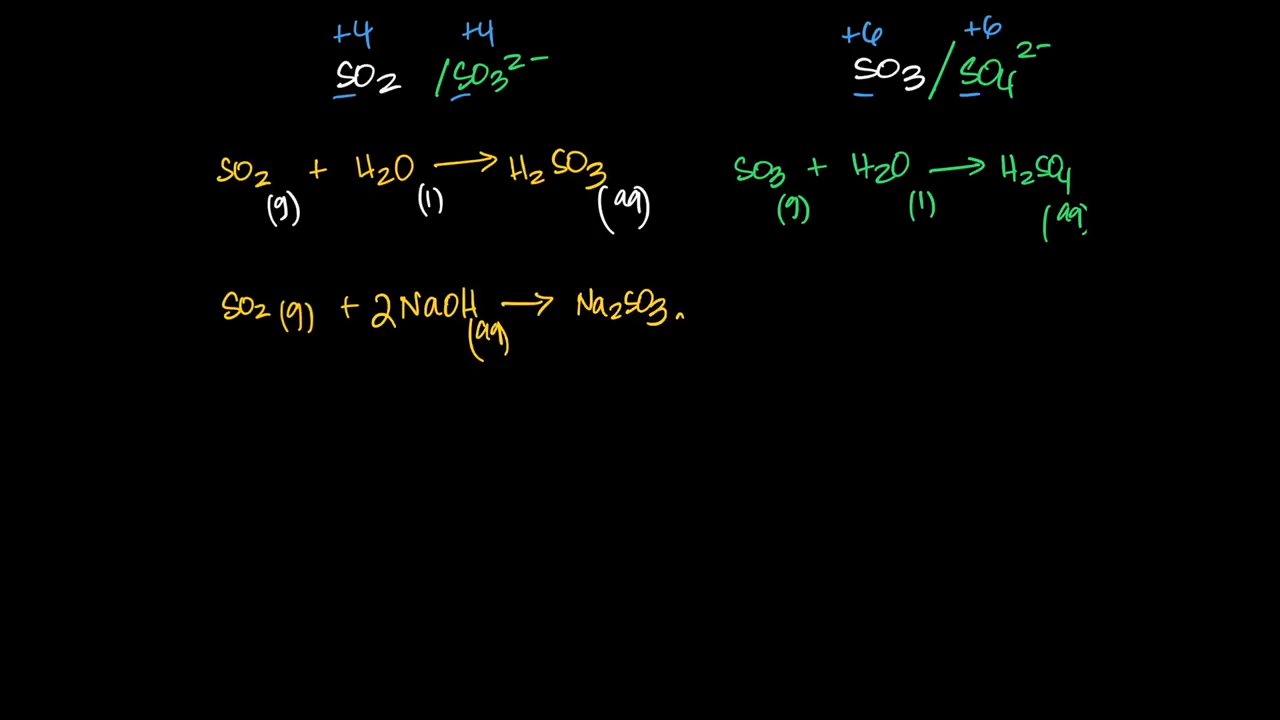 +4 +4
SO2 /SO3 2-
+6 +6
SO3/SO4 2-
SO2 + H2O → H2SO3
(g) (l) (aq)
SO3 + H2O → H2SO4
(g) (l) (aq)
SO2 (g) + 2NaOH → Na2SO3
(aq)